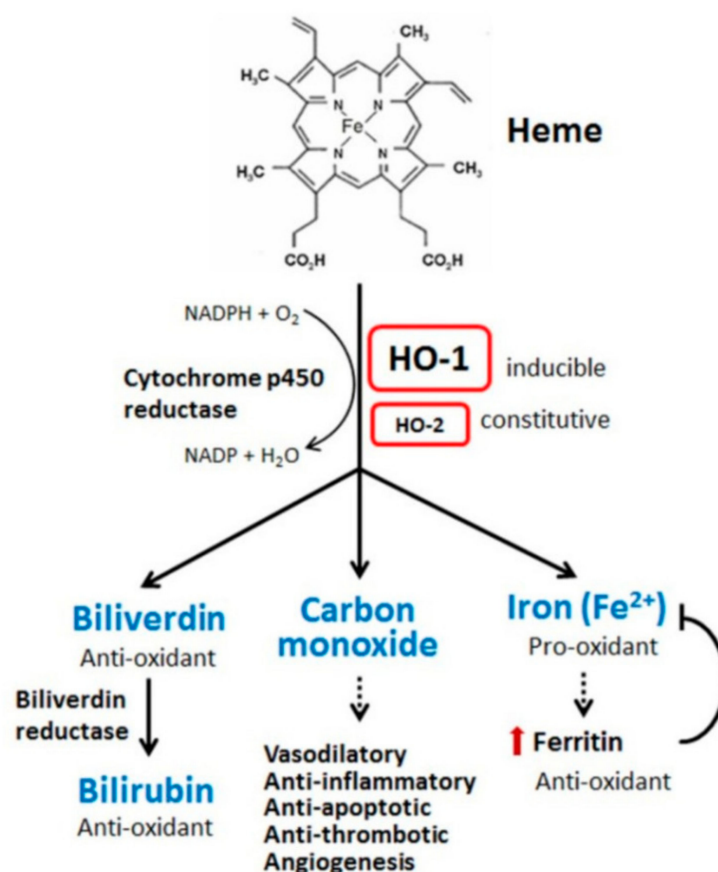 CH₃
H₃C
N
N
Fe
Heme
N
N
H₃C
CH₃
CO₂H
CO₂H
NADPH + O₂
HO-1
inducible
Cytochrome p450
reductase
HO-2
constitutive
NADP + H₂O
Biliverdin
Anti-oxidant
Carbon
monoxide
Iron (Fe²⁺)
Pro-oxidant
Biliverdin
reductase
Ferritin
Anti-oxidant
Bilirubin
Anti-oxidant
Vasodilatory
Anti-inflammatory
Anti-apoptotic
Anti-thrombotic
Angiogenesis